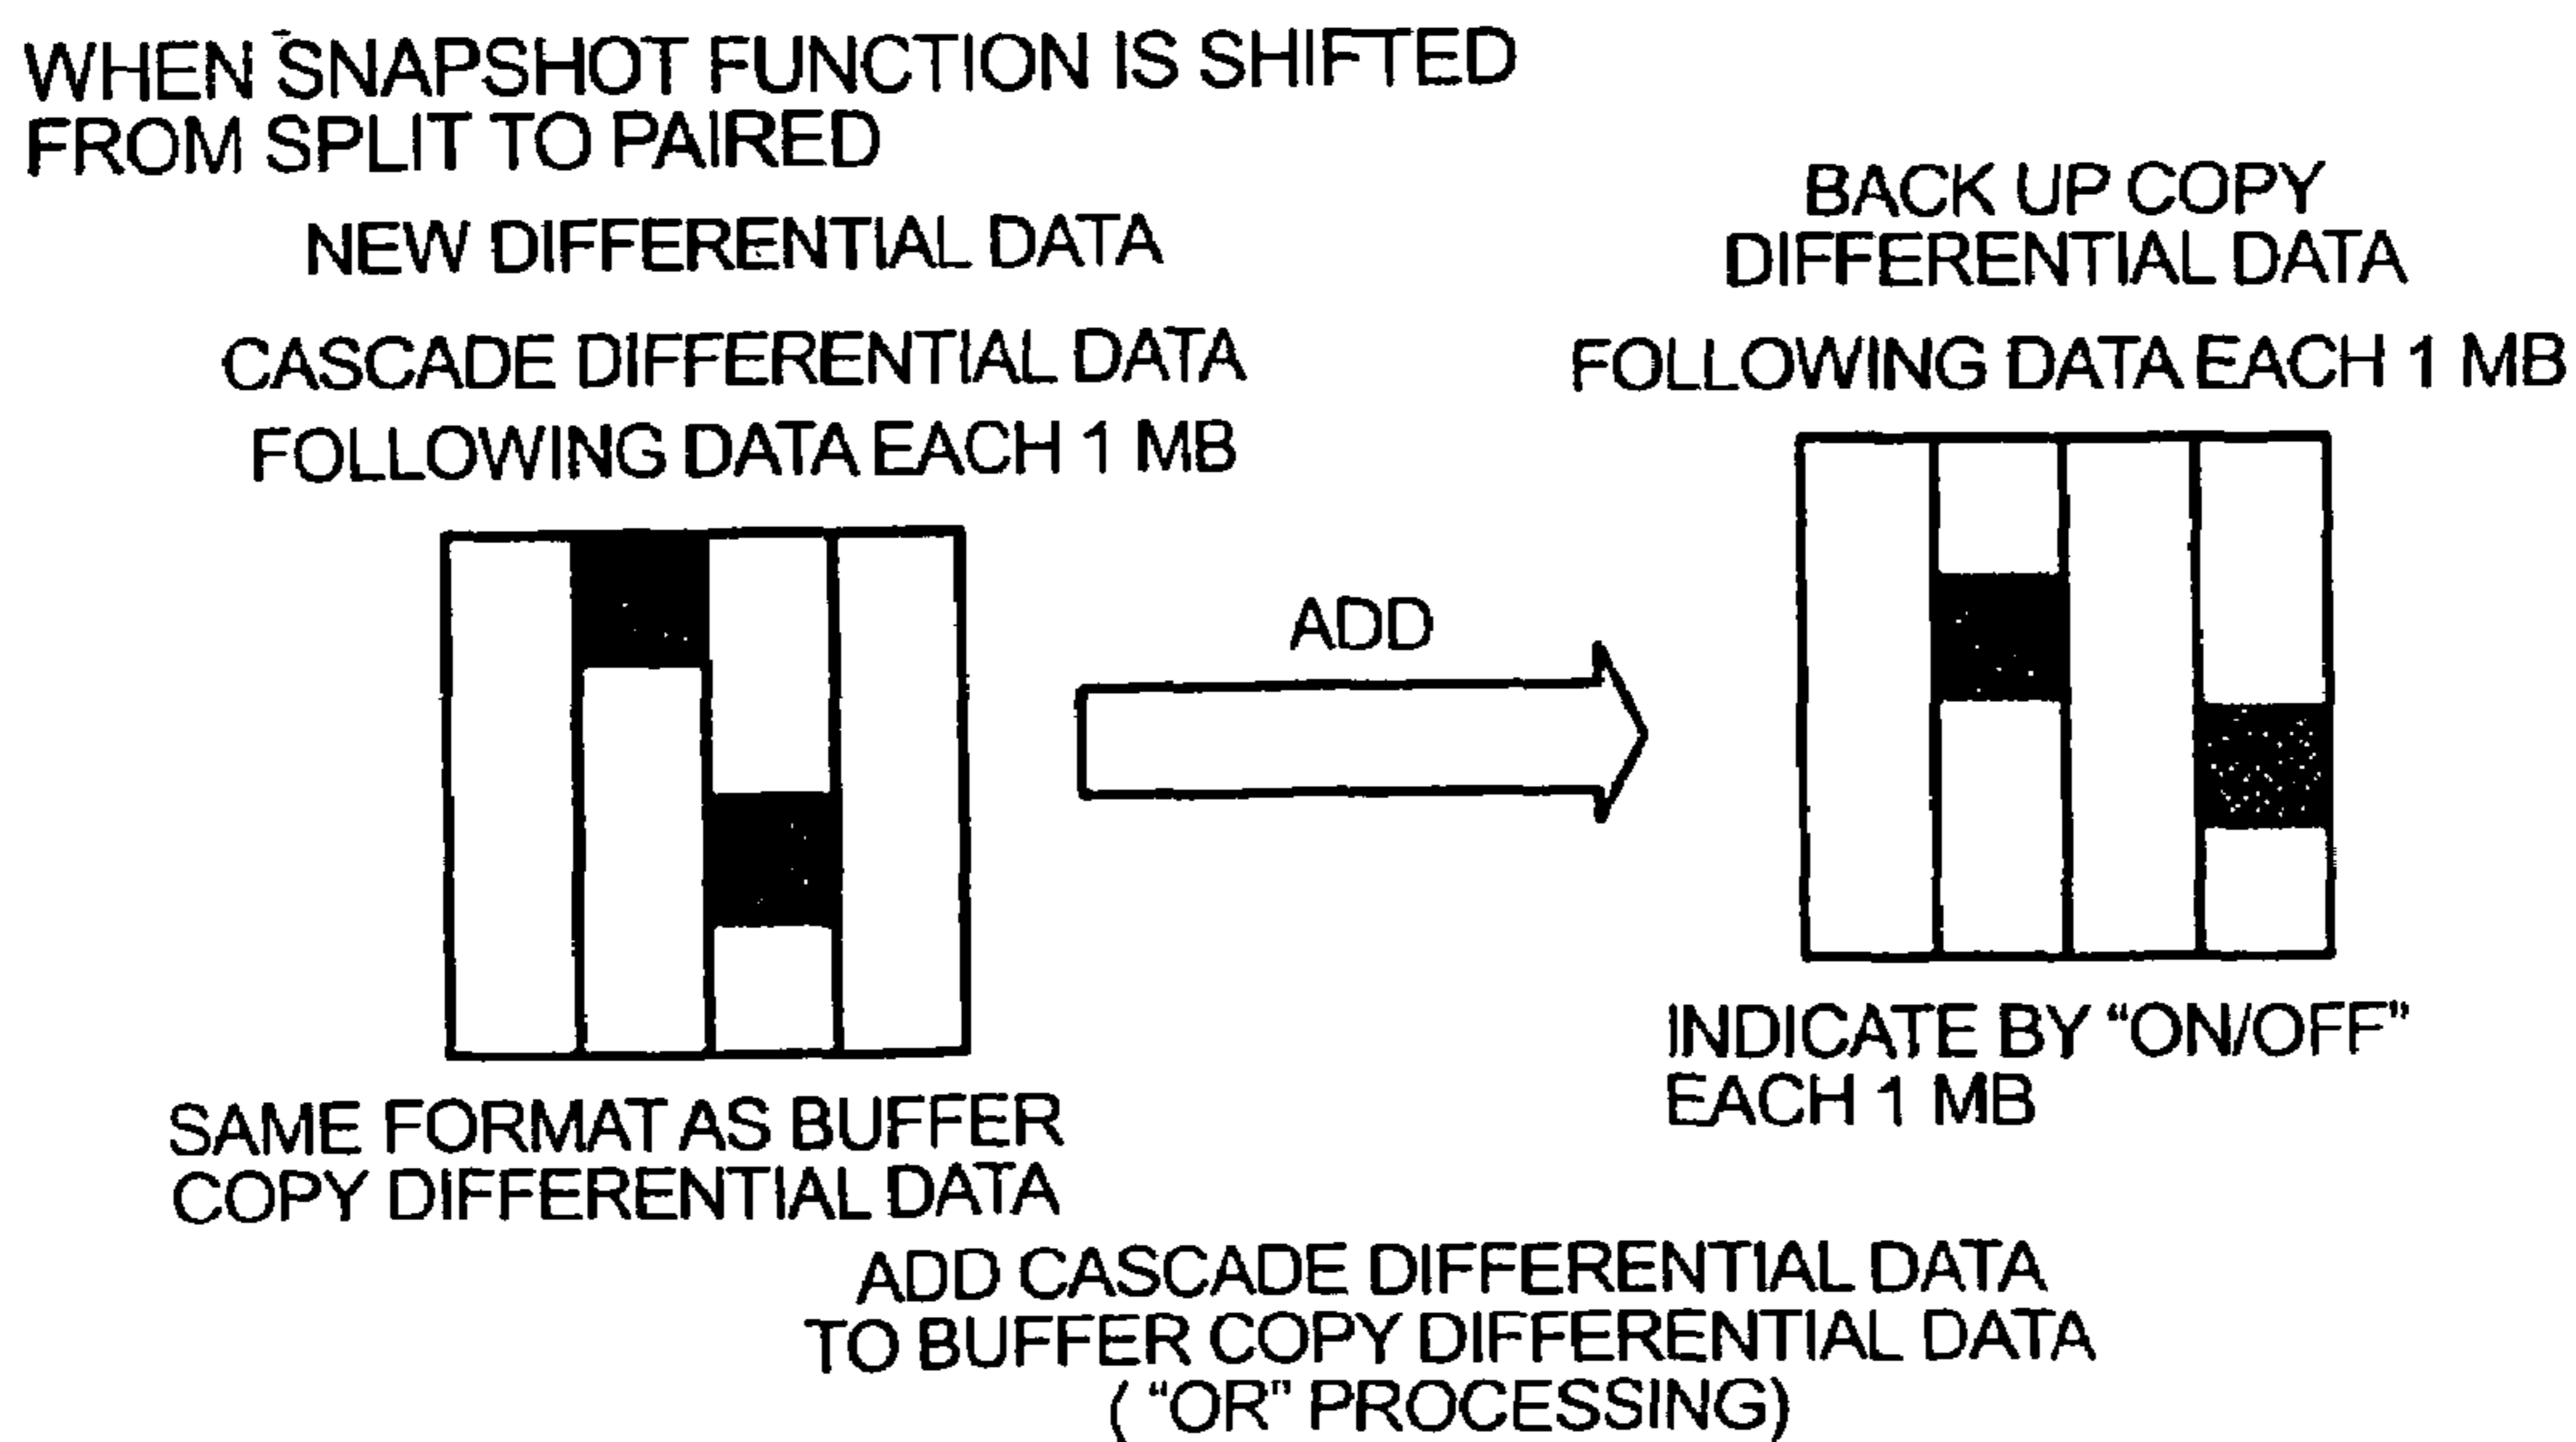 WHEN SNAPSHOT FUNCTION IS SHIFTED
FROM SPLIT TO PAIRED
NEW DIFFERENTIAL DATA
CASCADE DIFFERENTIAL DATA
FOLLOWING DATA EACH 1 MB
BACK UP COPY
DIFFERENTIAL DATA
FOLLOWING DATA EACH 1 MB
ADD
SAME FORMAT AS BUFFER
COPY DIFFERENTIAL DATA
INDICATE BY “ON/OFF”
EACH 1 MB
ADD CASCADE DIFFERENTIAL DATA
TO BUFFER COPY DIFFERENTIAL DATA
( “OR” PROCESSING)